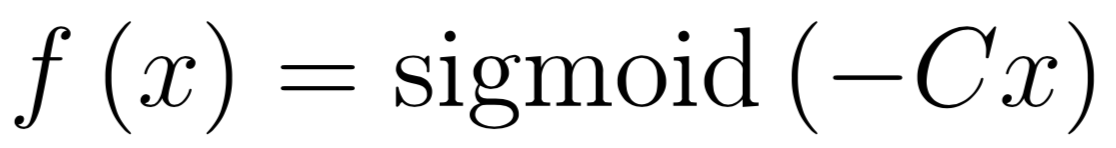 f (x) = sigmoid (−Cx)